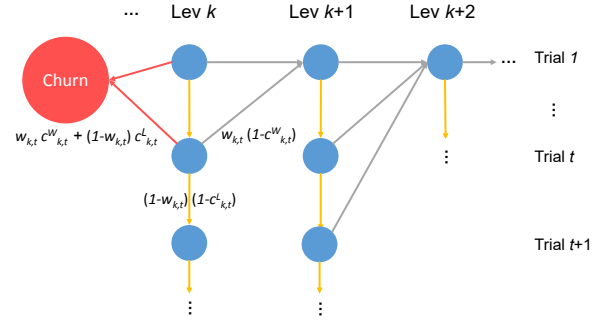 ... Lev k Lev k+1 Lev k+2
Churn
... Trial 1
⋮
w_{k,t} c^W_{k,t} + (1-w_{k,t}) c^L_{k,t}
w_{k,t} (1-c^W_{k,t})
⋮ Trial t
(1-w_{k,t}) (1-c^L_{k,t})
Trial t+1
⋮ ⋮